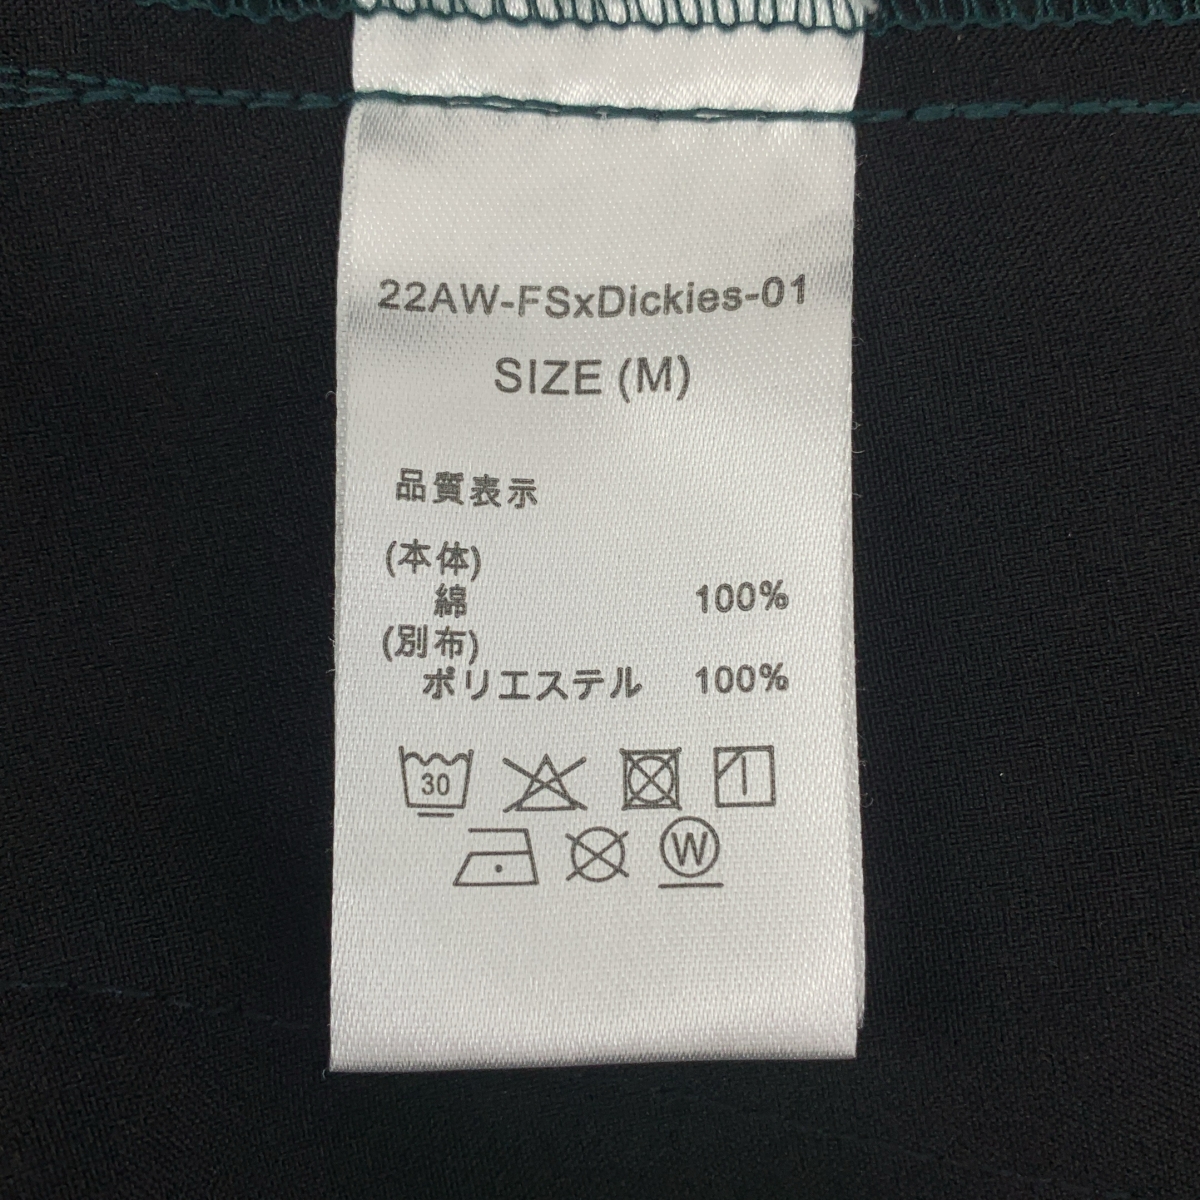 22AW-FSxDickies-01
SIZE (M)
品質表示
(本体)
綿 100%
(別布)
ポリエステル 100%
30
W